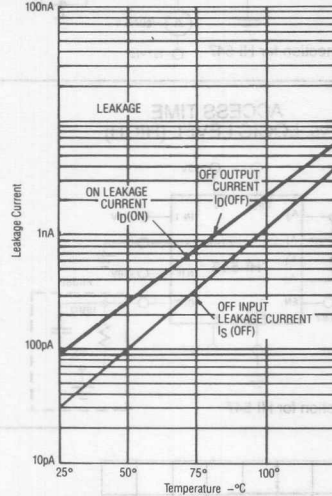 100nA
LEAKAGE
OFF OUTPUT
CURRENT
ID(OFF)
ON LEAKAGE
CURRENT
ID(ON)
Leakage Current
1nA
OFF INPUT
LEAKAGE CURRENT
IS (OFF)
100pA
10pA
25° 50° 75° 100°
Temperature –°C
ACCESS TIME